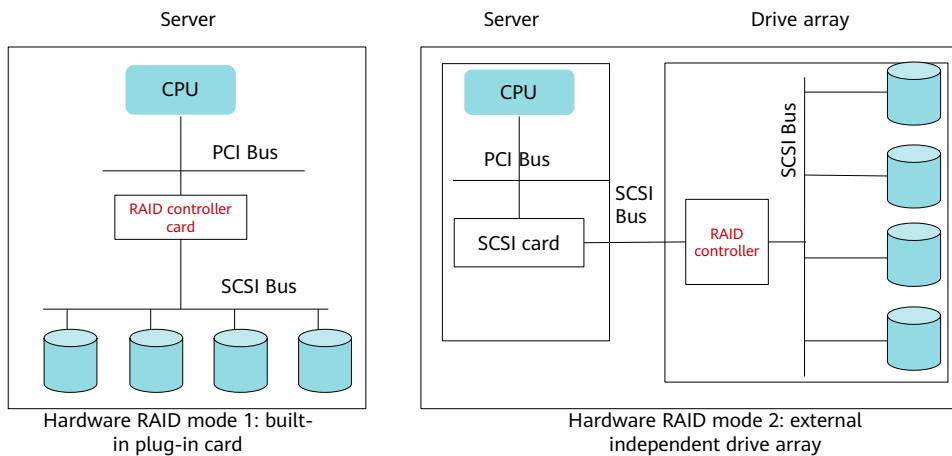 Server
CPU
PCI Bus
RAID controller
card
SCSI Bus
Hardware RAID mode 1: built-
in plug-in card
Server
Drive array
CPU
PCI Bus
SCSI
Bus
SCSI card
RAID
controller
SCSI Bus
Hardware RAID mode 2: external
independent drive array